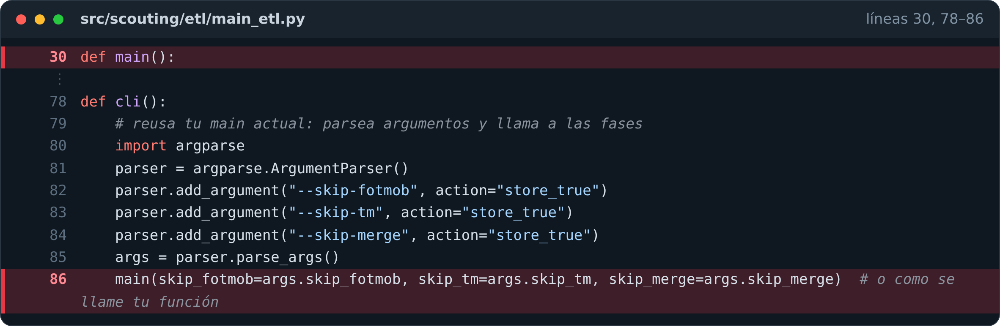 src/scouting/etl/main_etl.py
líneas 30, 78–86
30 def main():
⋮
78 def cli():
79     # reusa tu main actual: parsea argumentos y llama a las fases
80     import argparse
81     parser = argparse.ArgumentParser()
82     parser.add_argument("--skip-fotmob", action="store_true")
83     parser.add_argument("--skip-tm", action="store_true")
84     parser.add_argument("--skip-merge", action="store_true")
85     args = parser.parse_args()
86     main(skip_fotmob=args.skip_fotmob, skip_tm=args.skip_tm, skip_merge=args.skip_merge)  # o como se
llame tu función